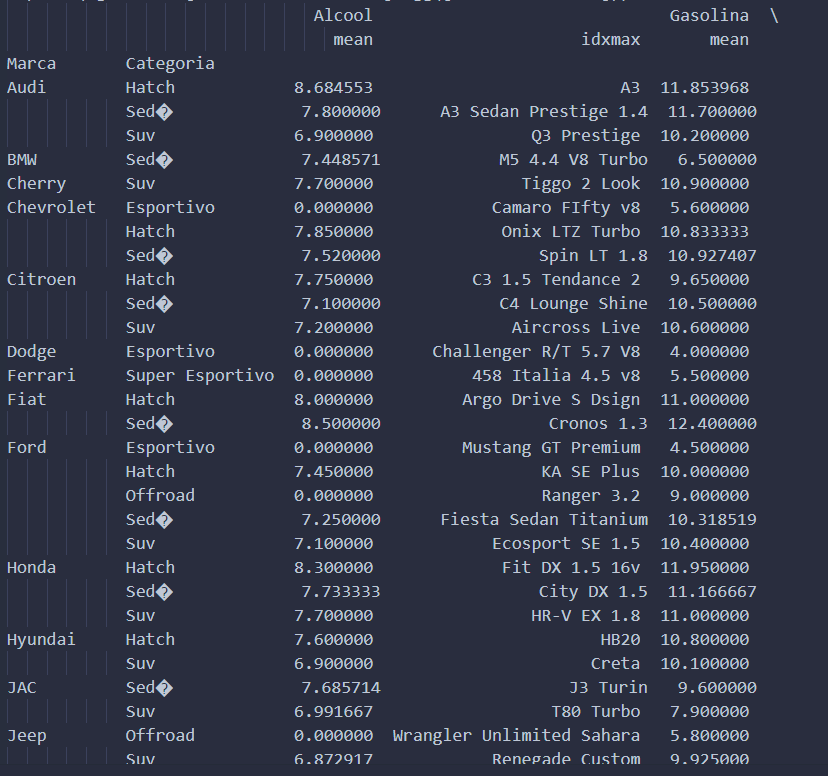 Alcool Gasolina \
mean idxmax mean
Marca Categoria
Audi Hatch 8.684553 A3 11.853968
Sed� 7.800000 A3 Sedan Prestige 1.4 11.700000
Suv 6.900000 Q3 Prestige 10.200000
BMW Sed� 7.448571 M5 4.4 V8 Turbo 6.500000
Cherry Suv 7.700000 Tiggo 2 Look 10.900000
Chevrolet Esportivo 0.000000 Camaro FIfty v8 5.600000
Hatch 7.850000 Onix LTZ Turbo 10.833333
Sed� 7.520000 Spin LT 1.8 10.927407
Citroen Hatch 7.750000 C3 1.5 Tendance 2 9.650000
Sed� 7.100000 C4 Lounge Shine 10.500000
Suv 7.200000 Aircross Live 10.600000
Dodge Esportivo 0.000000 Challenger R/T 5.7 V8 4.000000
Ferrari Super Esportivo 0.000000 458 Italia 4.5 v8 5.500000
Fiat Hatch 8.000000 Argo Drive S Dsign 11.000000
Sed� 8.500000 Cronos 1.3 12.400000
Ford Esportivo 0.000000 Mustang GT Premium 4.500000
Hatch 7.450000 KA SE Plus 10.000000
Offroad 0.000000 Ranger 3.2 9.000000
Sed� 7.250000 Fiesta Sedan Titanium 10.318519
Suv 7.100000 Ecosport SE 1.5 10.400000
Honda Hatch 8.300000 Fit DX 1.5 16v 11.950000
Sed� 7.733333 City DX 1.5 11.166667
Suv 7.700000 HR-V EX 1.8 11.000000
Hyundai Hatch 7.600000 HB20 10.800000
Suv 6.900000 Creta 10.100000
JAC Sed� 7.685714 J3 Turin 9.600000
Suv 6.991667 T80 Turbo 7.900000
Jeep Offroad 0.000000 Wrangler Unlimited Sahara 5.800000
Suv 6.872917 Renegade Custom 9.925000